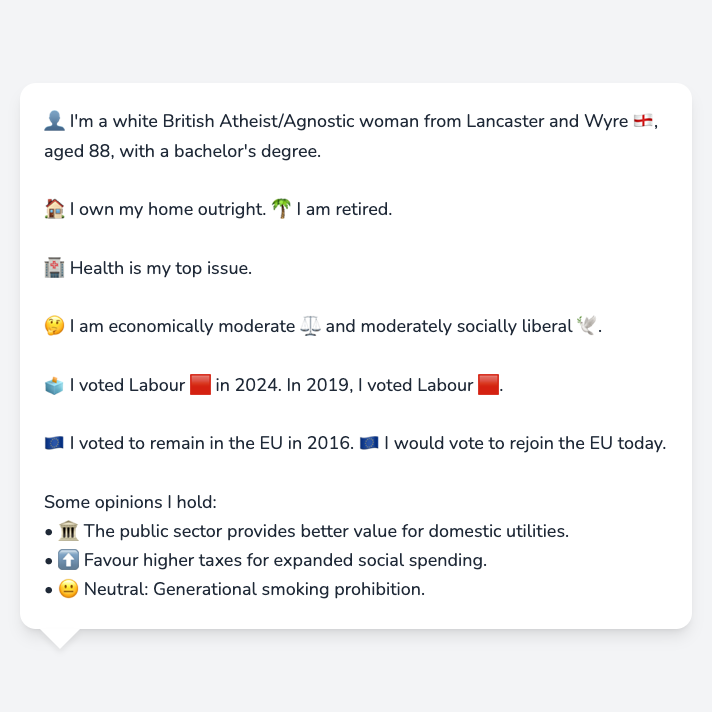 👤 I'm a white British Atheist/Agnostic woman from Lancaster and Wyre 🏴󠁧󠁢󠁥󠁮󠁧󠁿,
aged 88, with a bachelor's degree.
🏠 I own my home outright. 🌴 I am retired.
🏥 Health is my top issue.
🤔 I am economically moderate ⚖️ and moderately socially liberal 🕊️.
🗳️ I voted Labour 🟥 in 2024. In 2019, I voted Labour 🟥.
🇪🇺 I voted to remain in the EU in 2016. 🇪🇺 I would vote to rejoin the EU today.
Some opinions I hold:
• 🏛️ The public sector provides better value for domestic utilities.
• ⬆️ Favour higher taxes for expanded social spending.
• 😐 Neutral: Generational smoking prohibition.